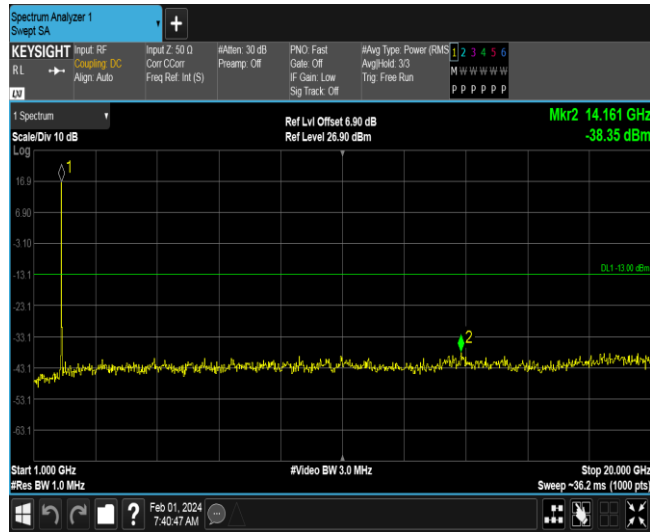 Spectrum Analyzer 1
Swept SA
KEYSIGHT Input: RF Input Z: 50 Ω #Atten: 30 dB PNO: Fast #Avg Type: Power (RMS 1 2 3 4 5 6
RL Coupling: DC Corr CCorr Preamp: Off Gate: Off Avg|Hold: 3/3 M W W W W W
Align: Auto Freq Ref: Int (S) IF Gain: Low Trig: Free Run
LXI Sig Track: Off P P P P P P
1 Spectrum Ref Lvl Offset 6.90 dB Mkr2 14.161 GHz
Scale/Div 10 dB Ref Level 26.90 dBm -38.35 dBm
Log
1
16.9
6.90
-3.10
-13.1 DL1 -13.00 dBm
-23.1
-33.1 2
-43.1
-53.1
-63.1
Start 1.000 GHz #Video BW 3.0 MHz Stop 20.000 GHz
#Res BW 1.0 MHz Sweep ~36.2 ms (1000 pts)
? Feb 01, 2024
7:40:47 AM